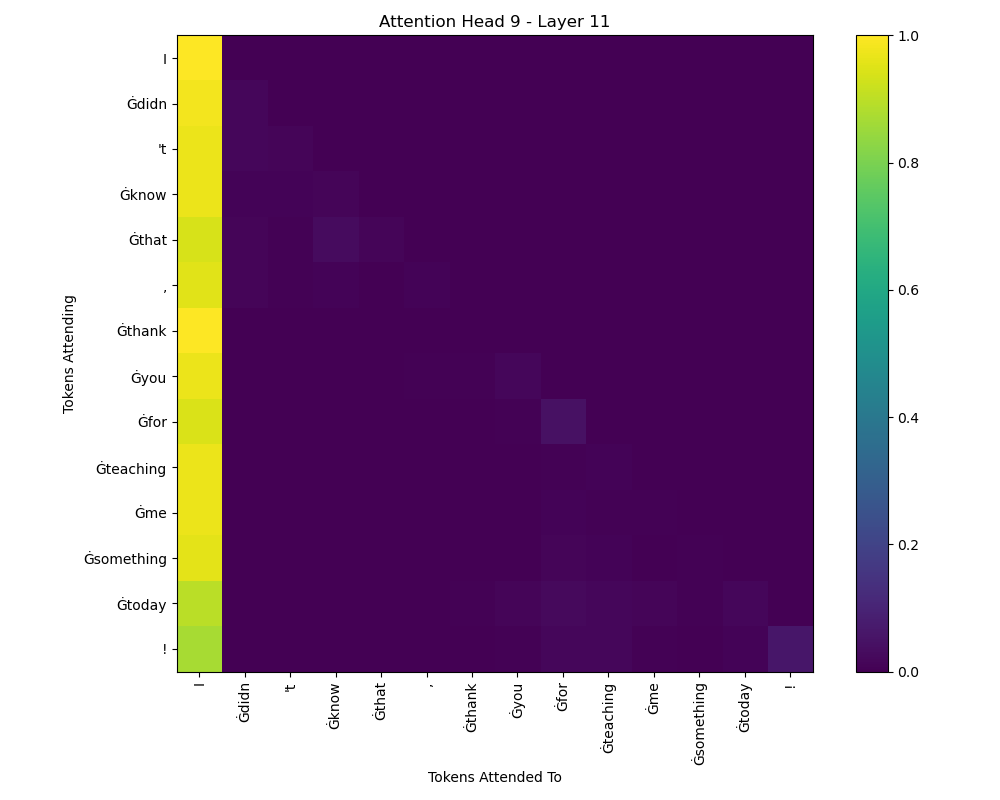 Attention Head 9 - Layer 11
Tokens Attending
I
Ġdidn
't
Ġknow
Ġthat
,
Ġthank
Ġyou
Ġfor
Ġteaching
Ġme
Ġsomething
Ġtoday
!
I
Ġdidn
't
Ġknow
Ġthat
,
Ġthank
Ġyou
Ġfor
Ġteaching
Ġme
Ġsomething
Ġtoday
!
Tokens Attended To
1.0
0.8
0.6
0.4
0.2
0.0